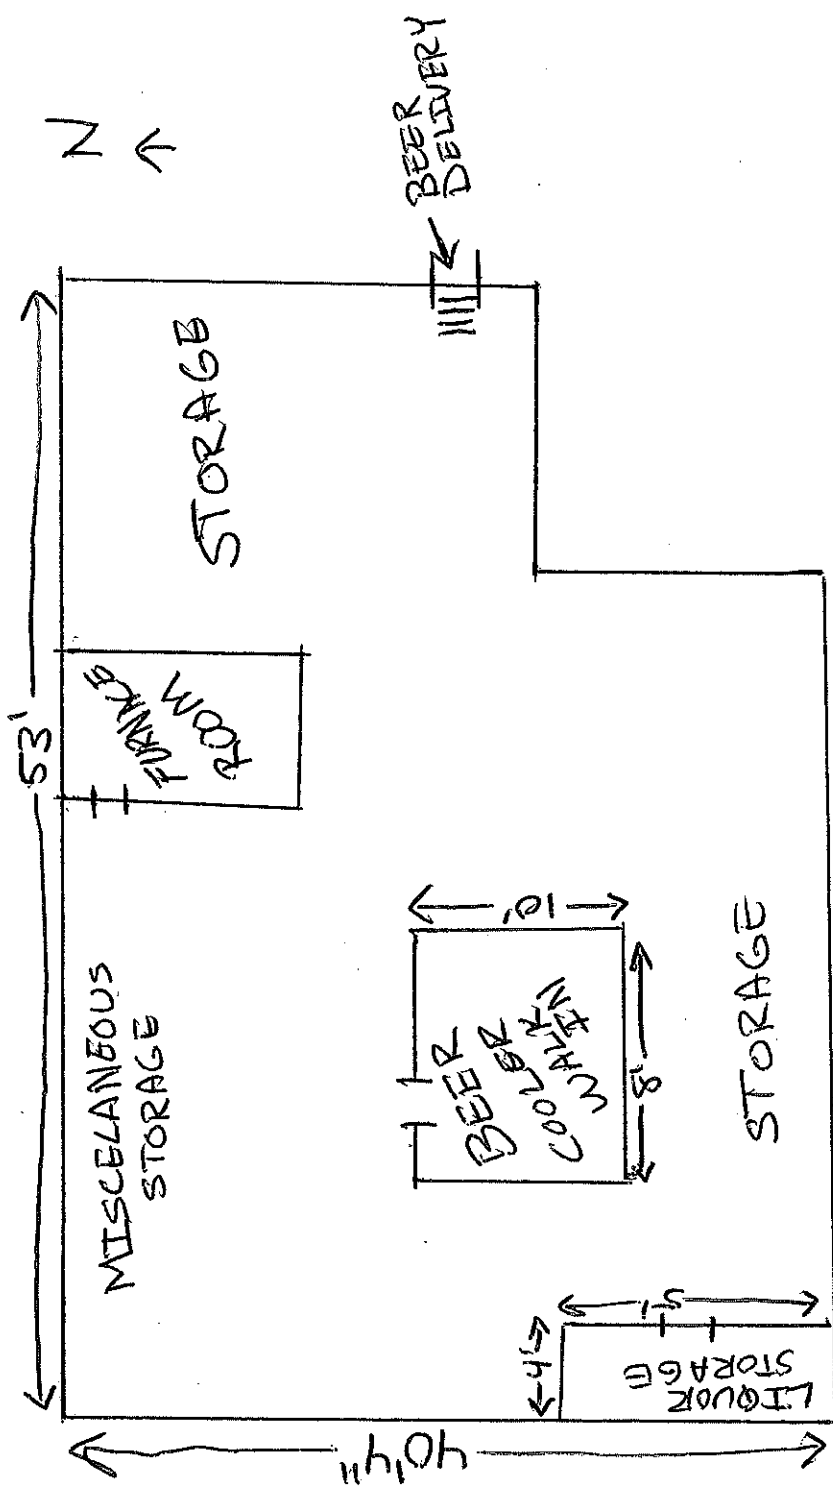 N
BEER
DELIVERY
53'
STORAGE
FURNACE
ROOM
MISCELANEOUS
STORAGE
10'
BEER
COOLER
WALK
IN
8'
STORAGE
4'
5'
LIQUOR
STORAGE
40'4"